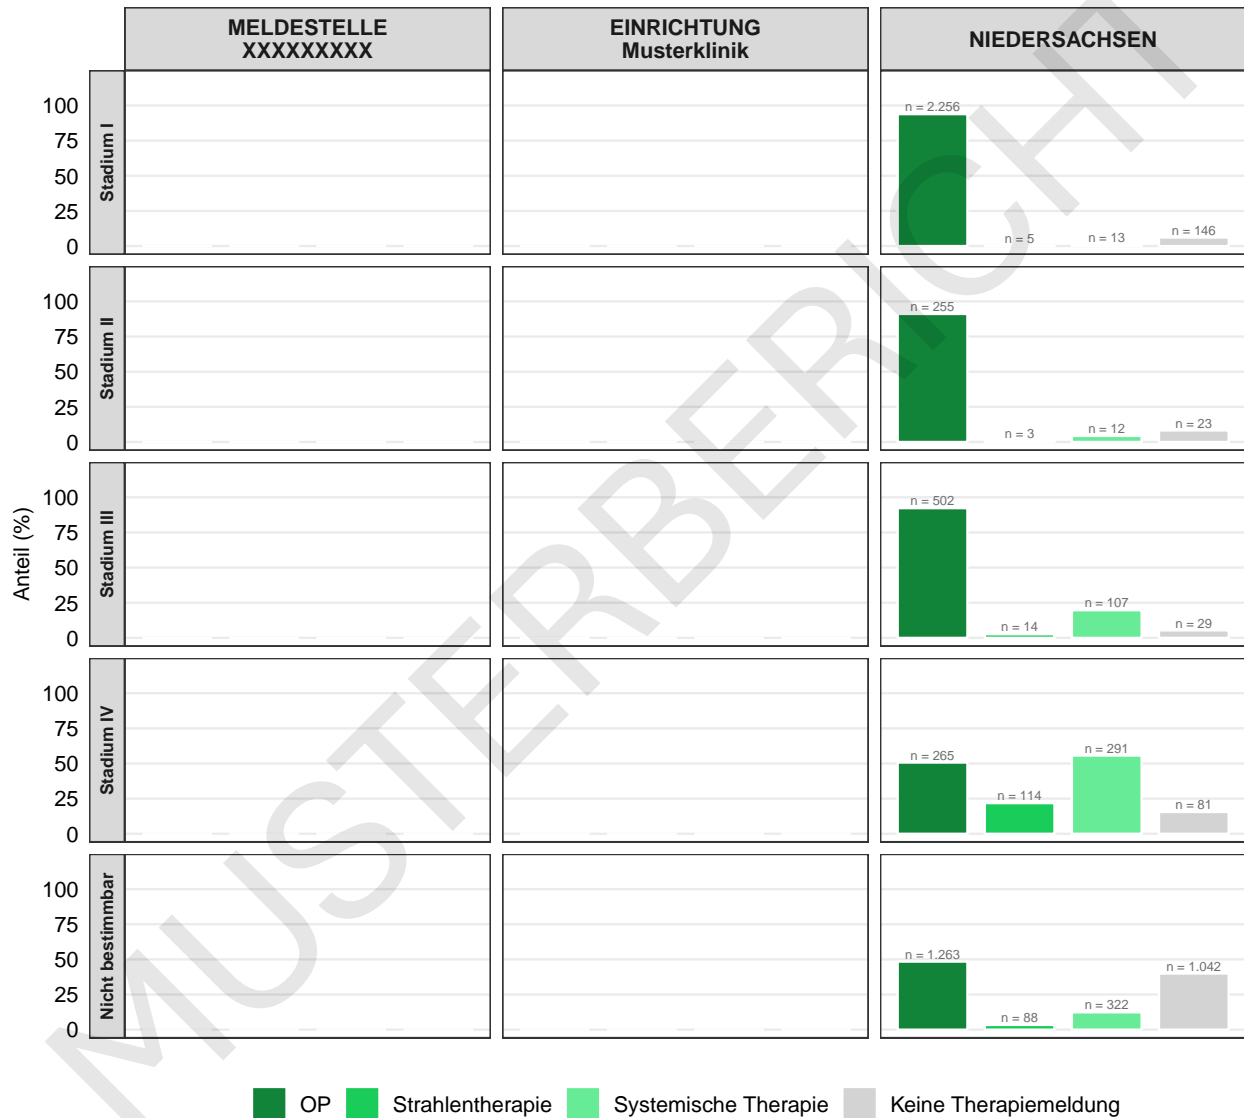 MELDESTELLE
XXXXXXXXX
EINRICHTUNG
Musterklinik
NIEDERSACHSEN
Anteil (%)
Stadium I
100
75
50
25
0
n = 2.256
n = 5
n = 13
n = 146
Stadium II
100
75
50
25
0
n = 255
n = 3
n = 12
n = 23
Stadium III
100
75
50
25
0
n = 502
n = 14
n = 107
n = 29
Stadium IV
100
75
50
25
0
n = 265
n = 114
n = 291
n = 81
Nicht bestimmbar
100
75
50
25
0
n = 1.263
n = 88
n = 322
n = 1.042
OP
Strahlentherapie
Systemische Therapie
Keine Therapiemeldung
MUSTERBERICHT